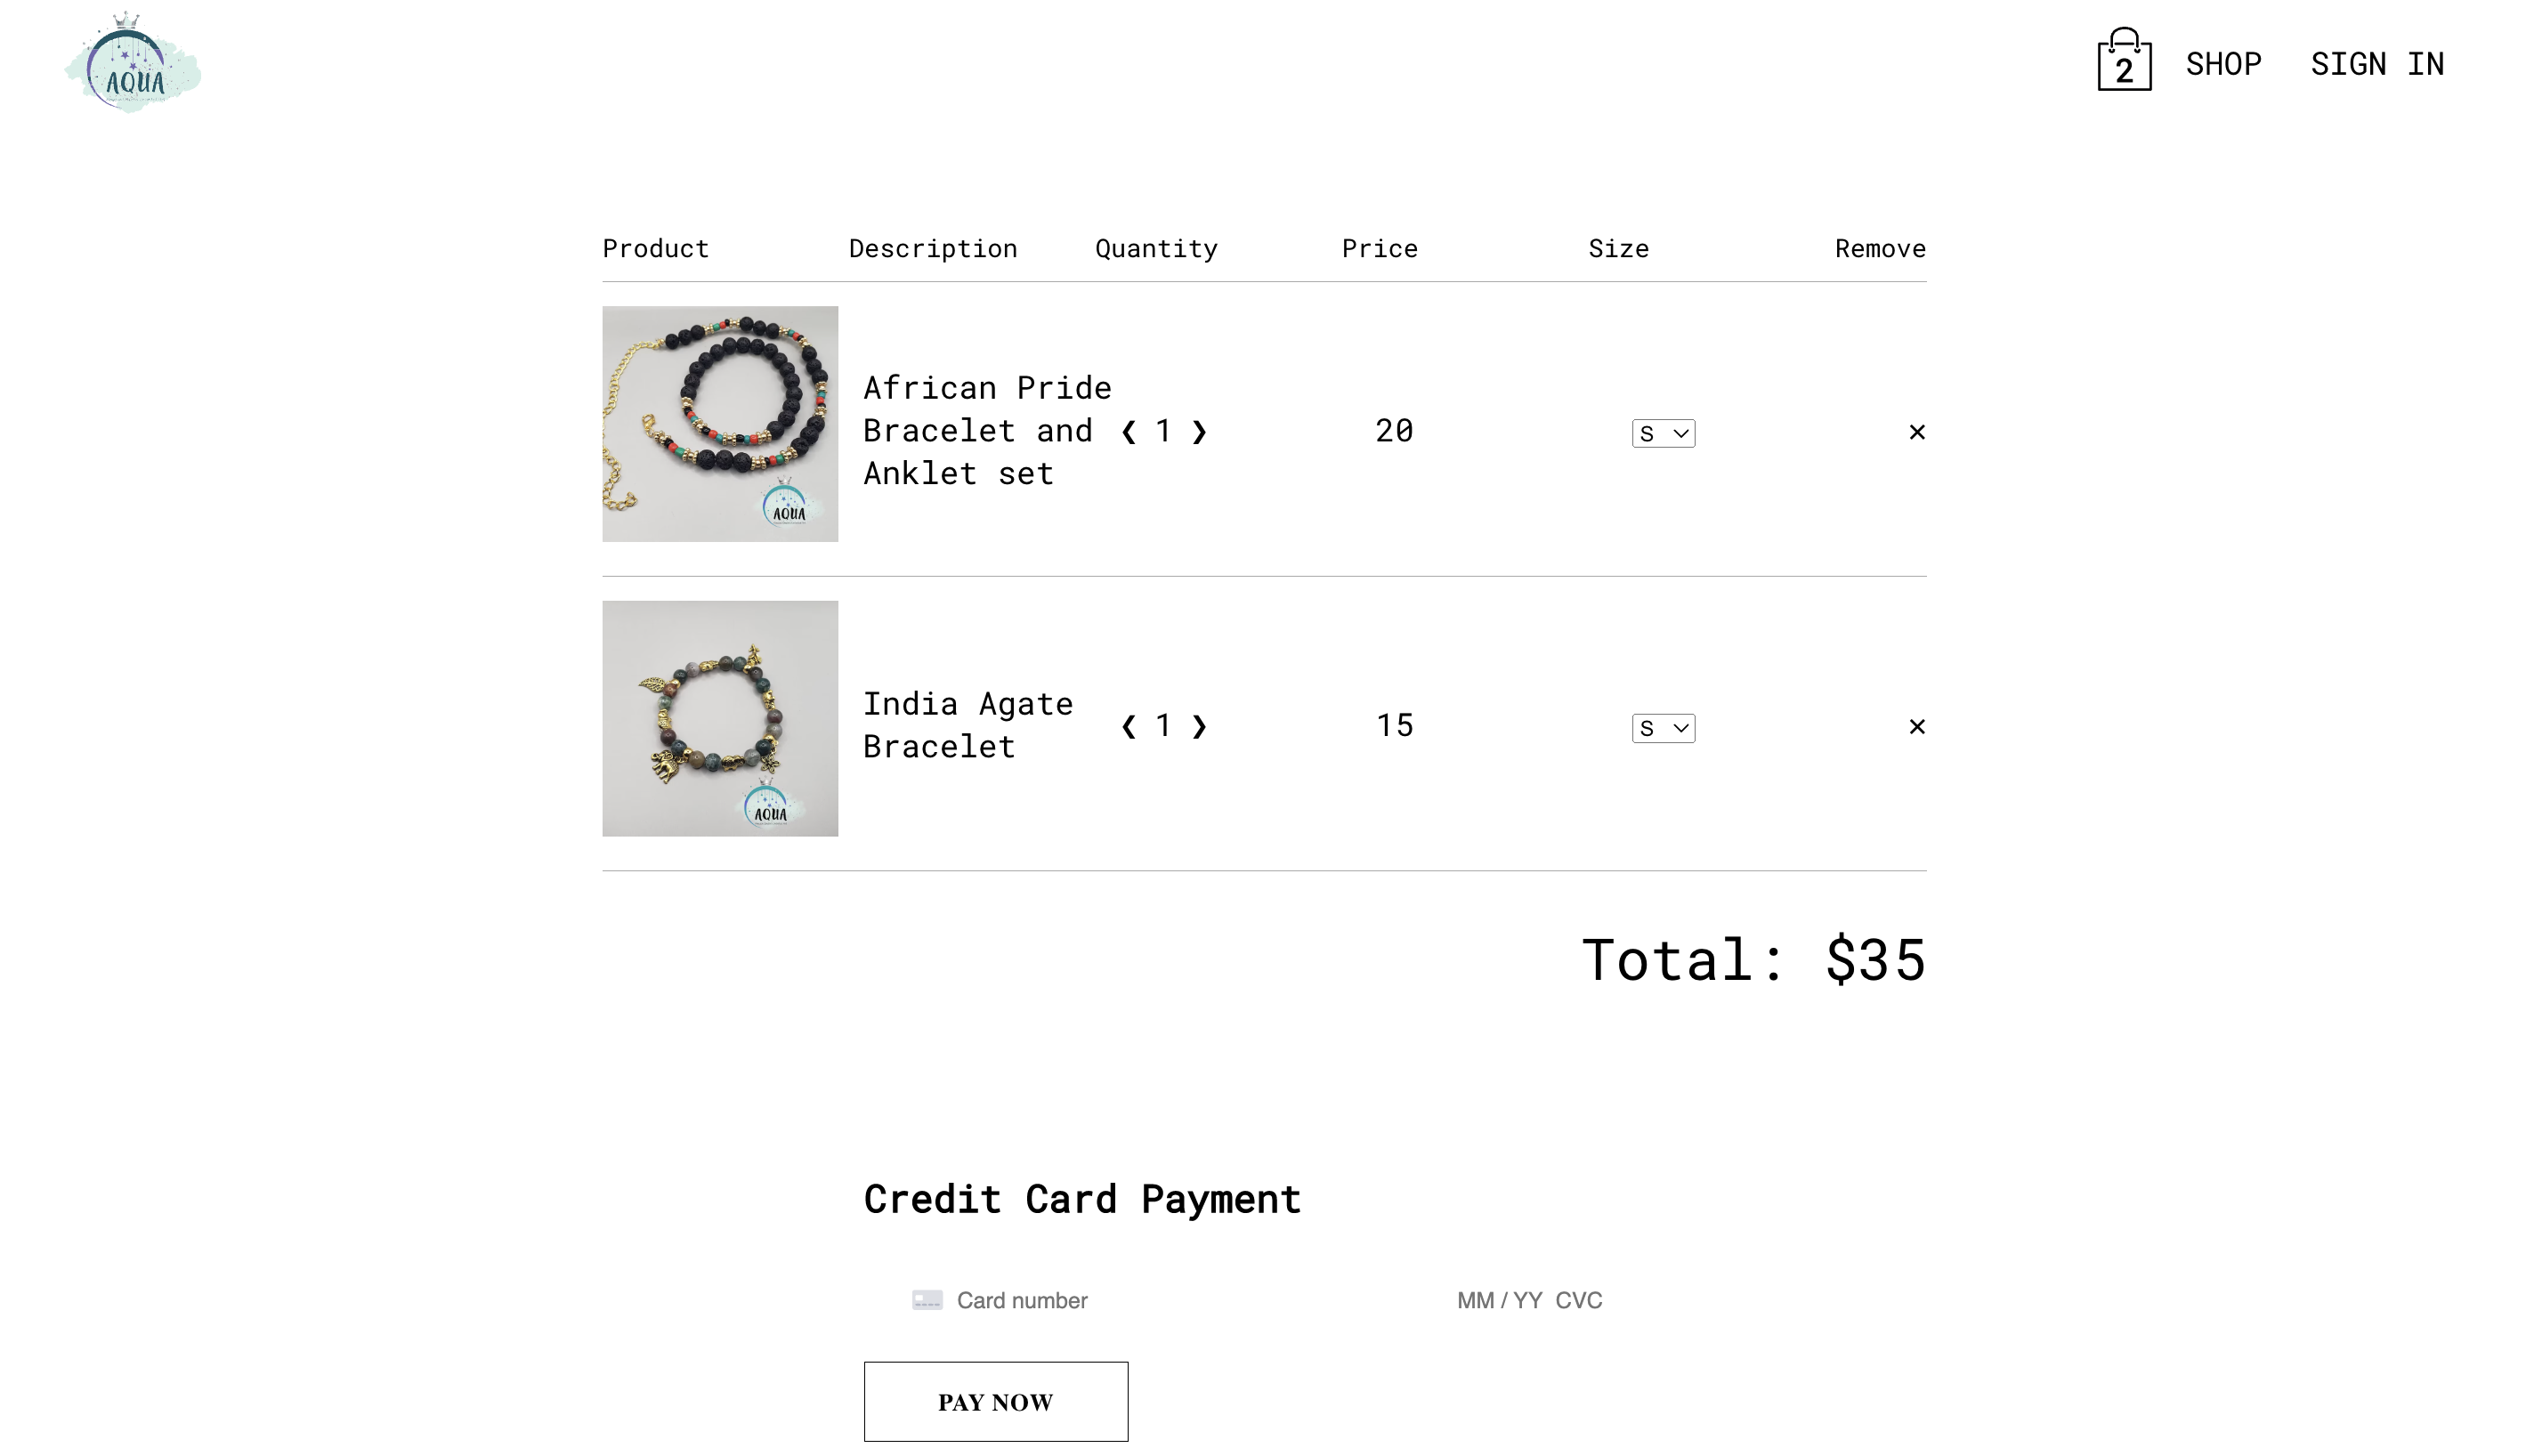 AQUA
2
SHOP
SIGN IN
Product
Description
Quantity
Price
Size
Remove
African Pride
Bracelet and
Anklet set
❮ 1 ❯
20
S
✕
AQUA
India Agate
Bracelet
❮ 1 ❯
15
S
✕
AQUA
Total: $35
Credit Card Payment
Card number
MM / YY CVC
PAY NOW